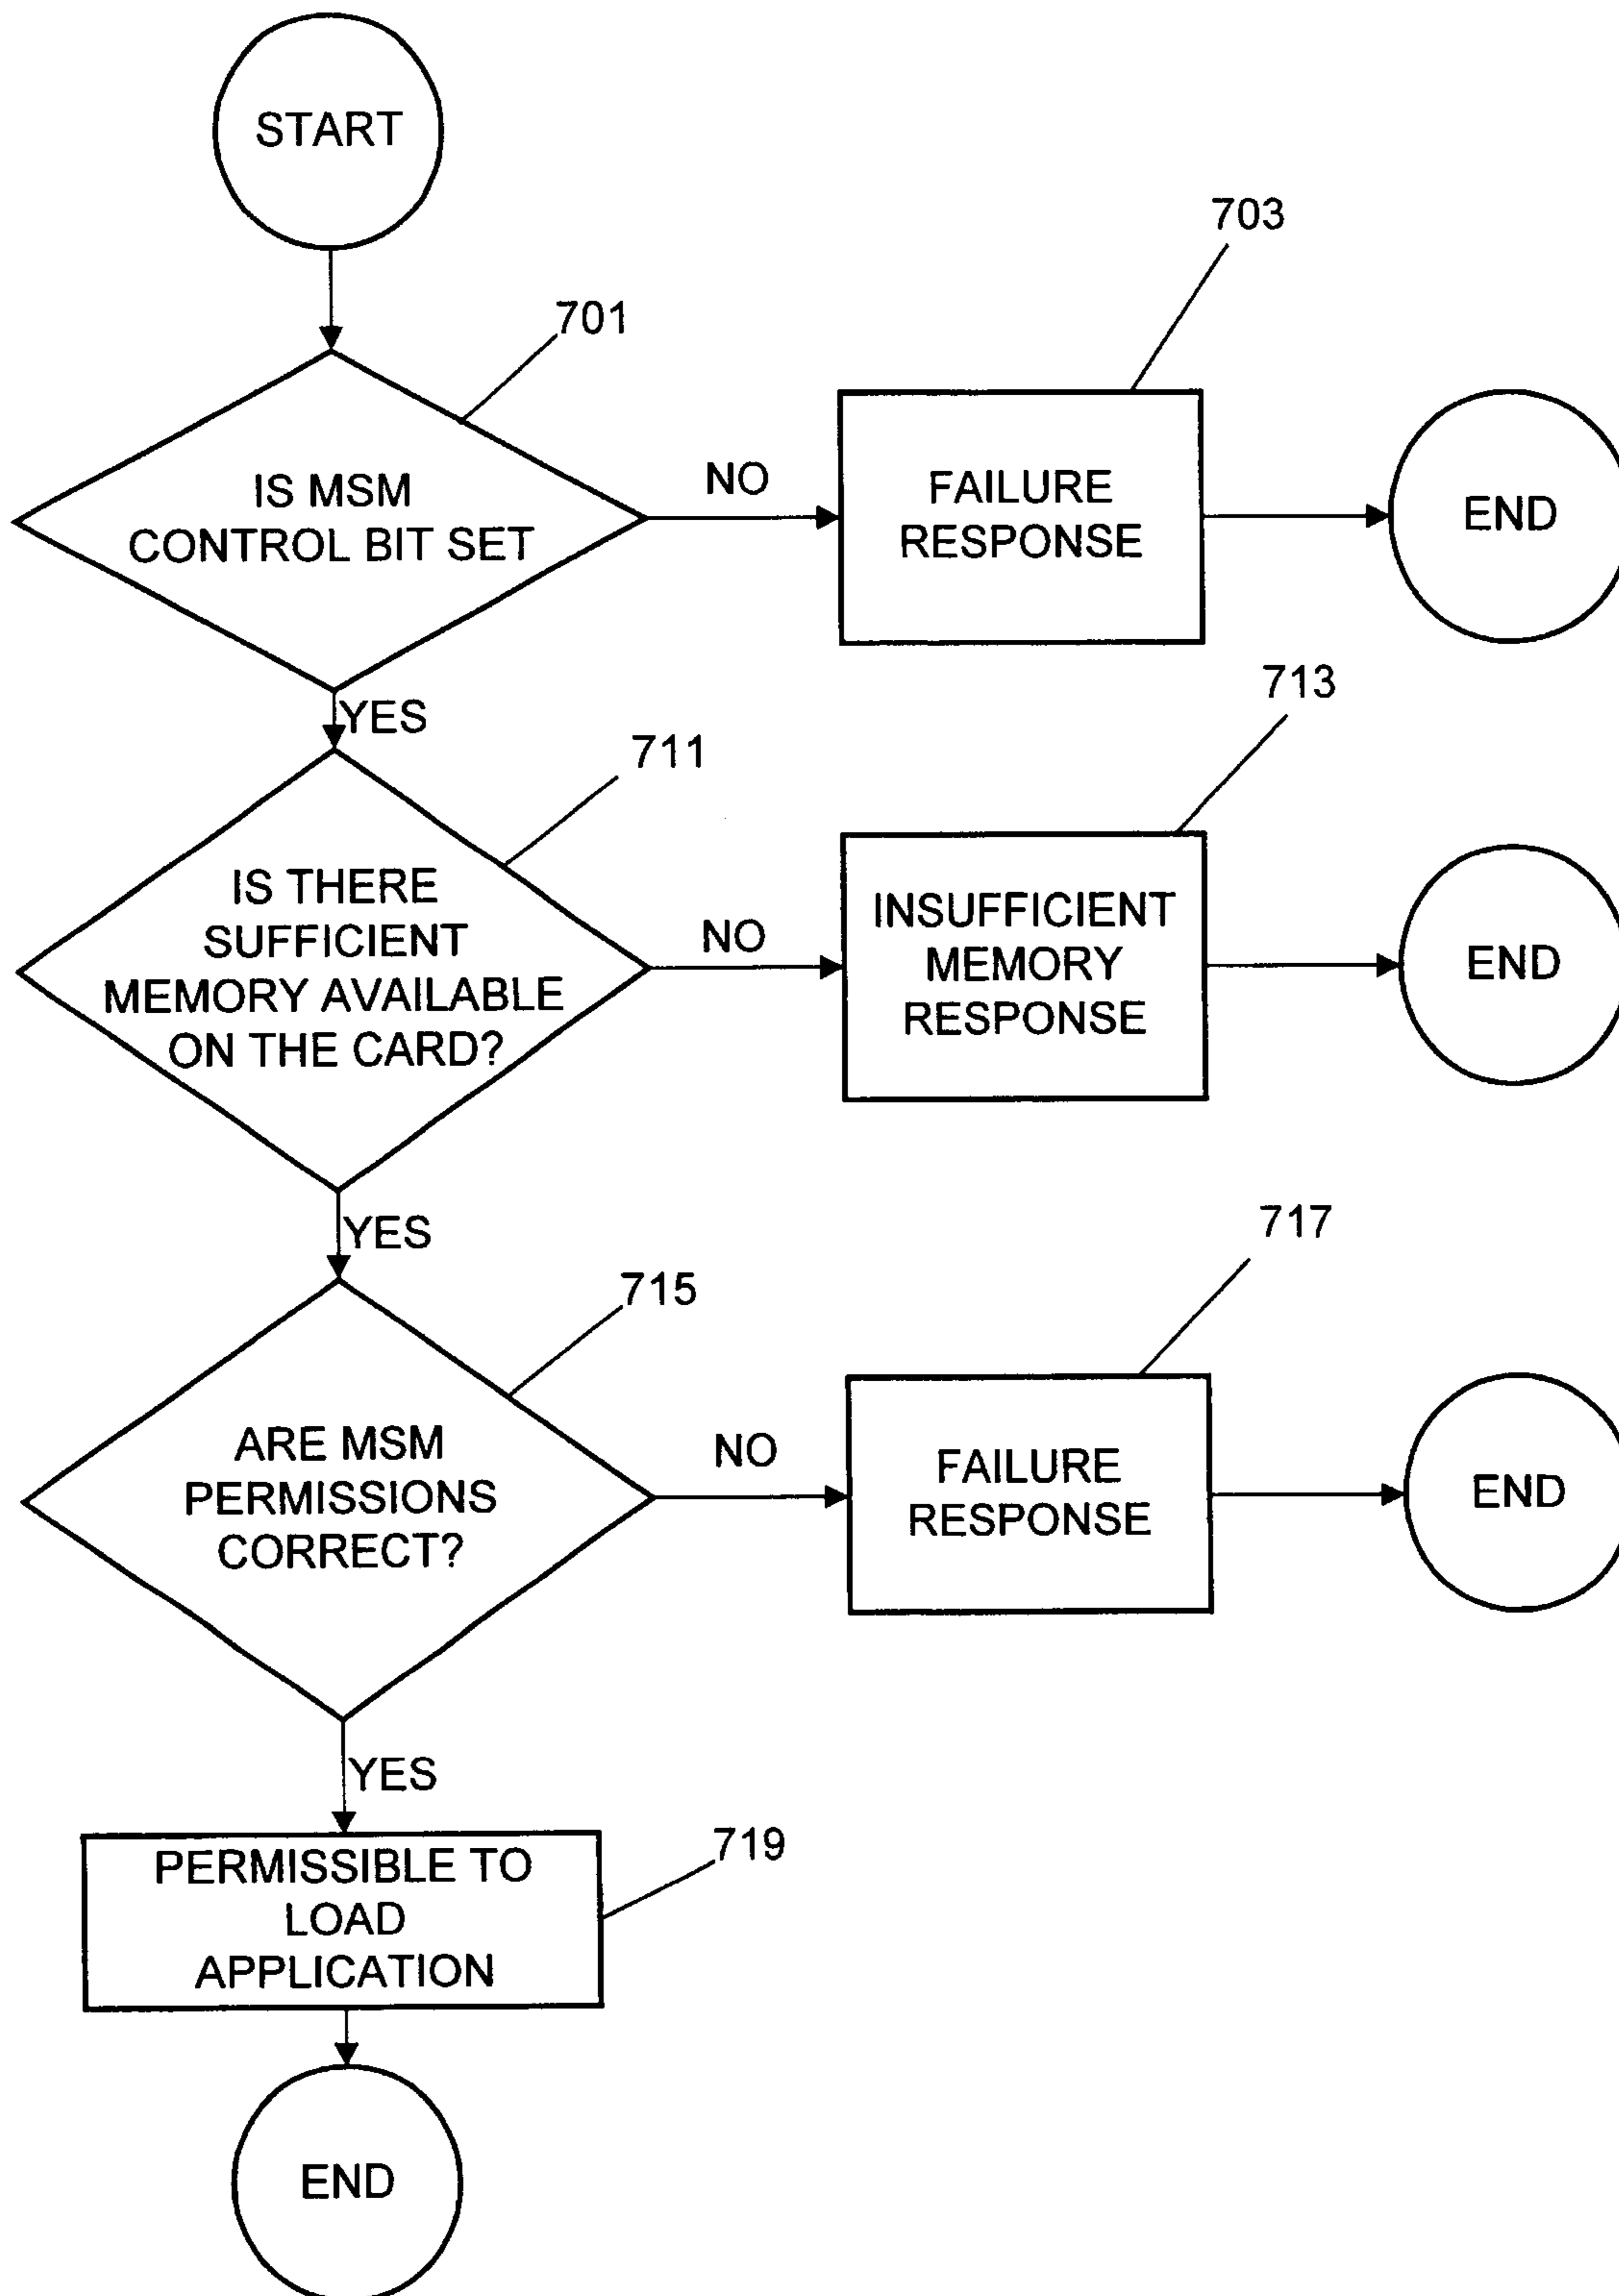 START
703
701
IS MSM
CONTROL BIT SET
NO
FAILURE
RESPONSE
END
YES
713
711
IS THERE
SUFFICIENT
MEMORY AVAILABLE
ON THE CARD?
NO
INSUFFICIENT
MEMORY
RESPONSE
END
YES
717
715
ARE MSM
PERMISSIONS
CORRECT?
NO
FAILURE
RESPONSE
END
YES
719
PERMISSIBLE TO
LOAD
APPLICATION
END